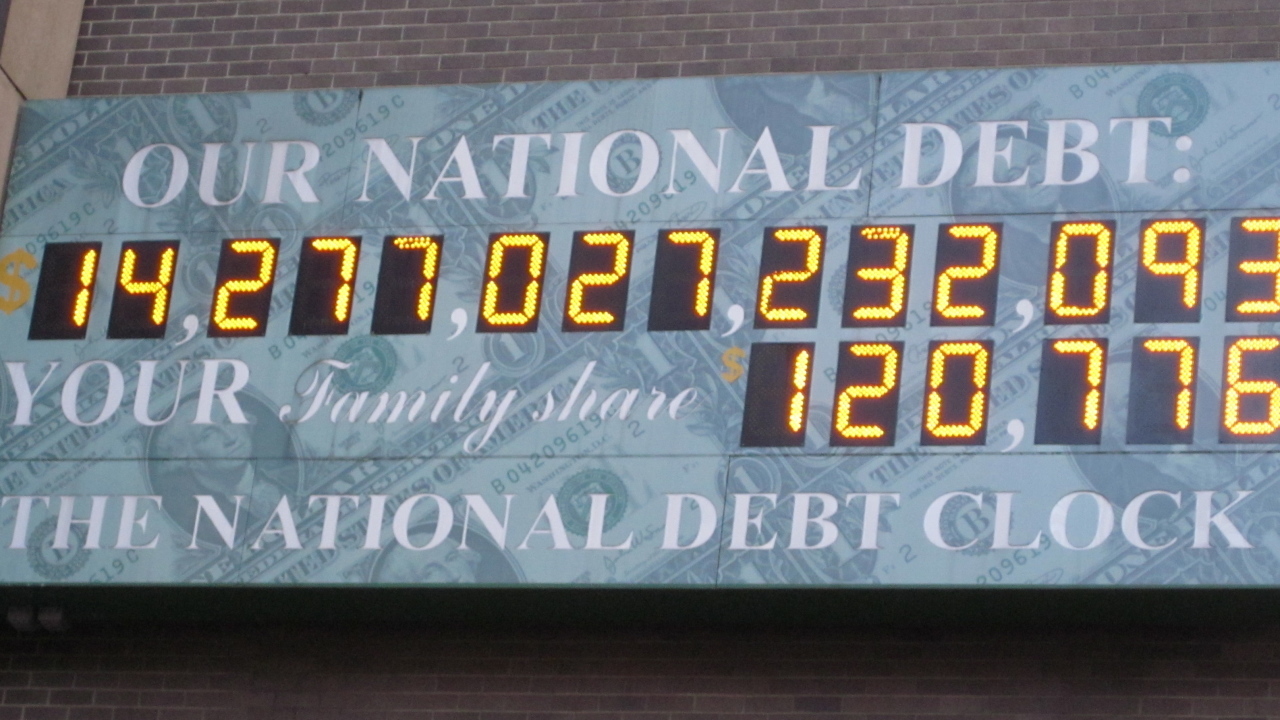 OUR NATIONAL DEBT:
$14,277,027,232,093
YOUR Family share $120,776
THE NATIONAL DEBT CLOCK